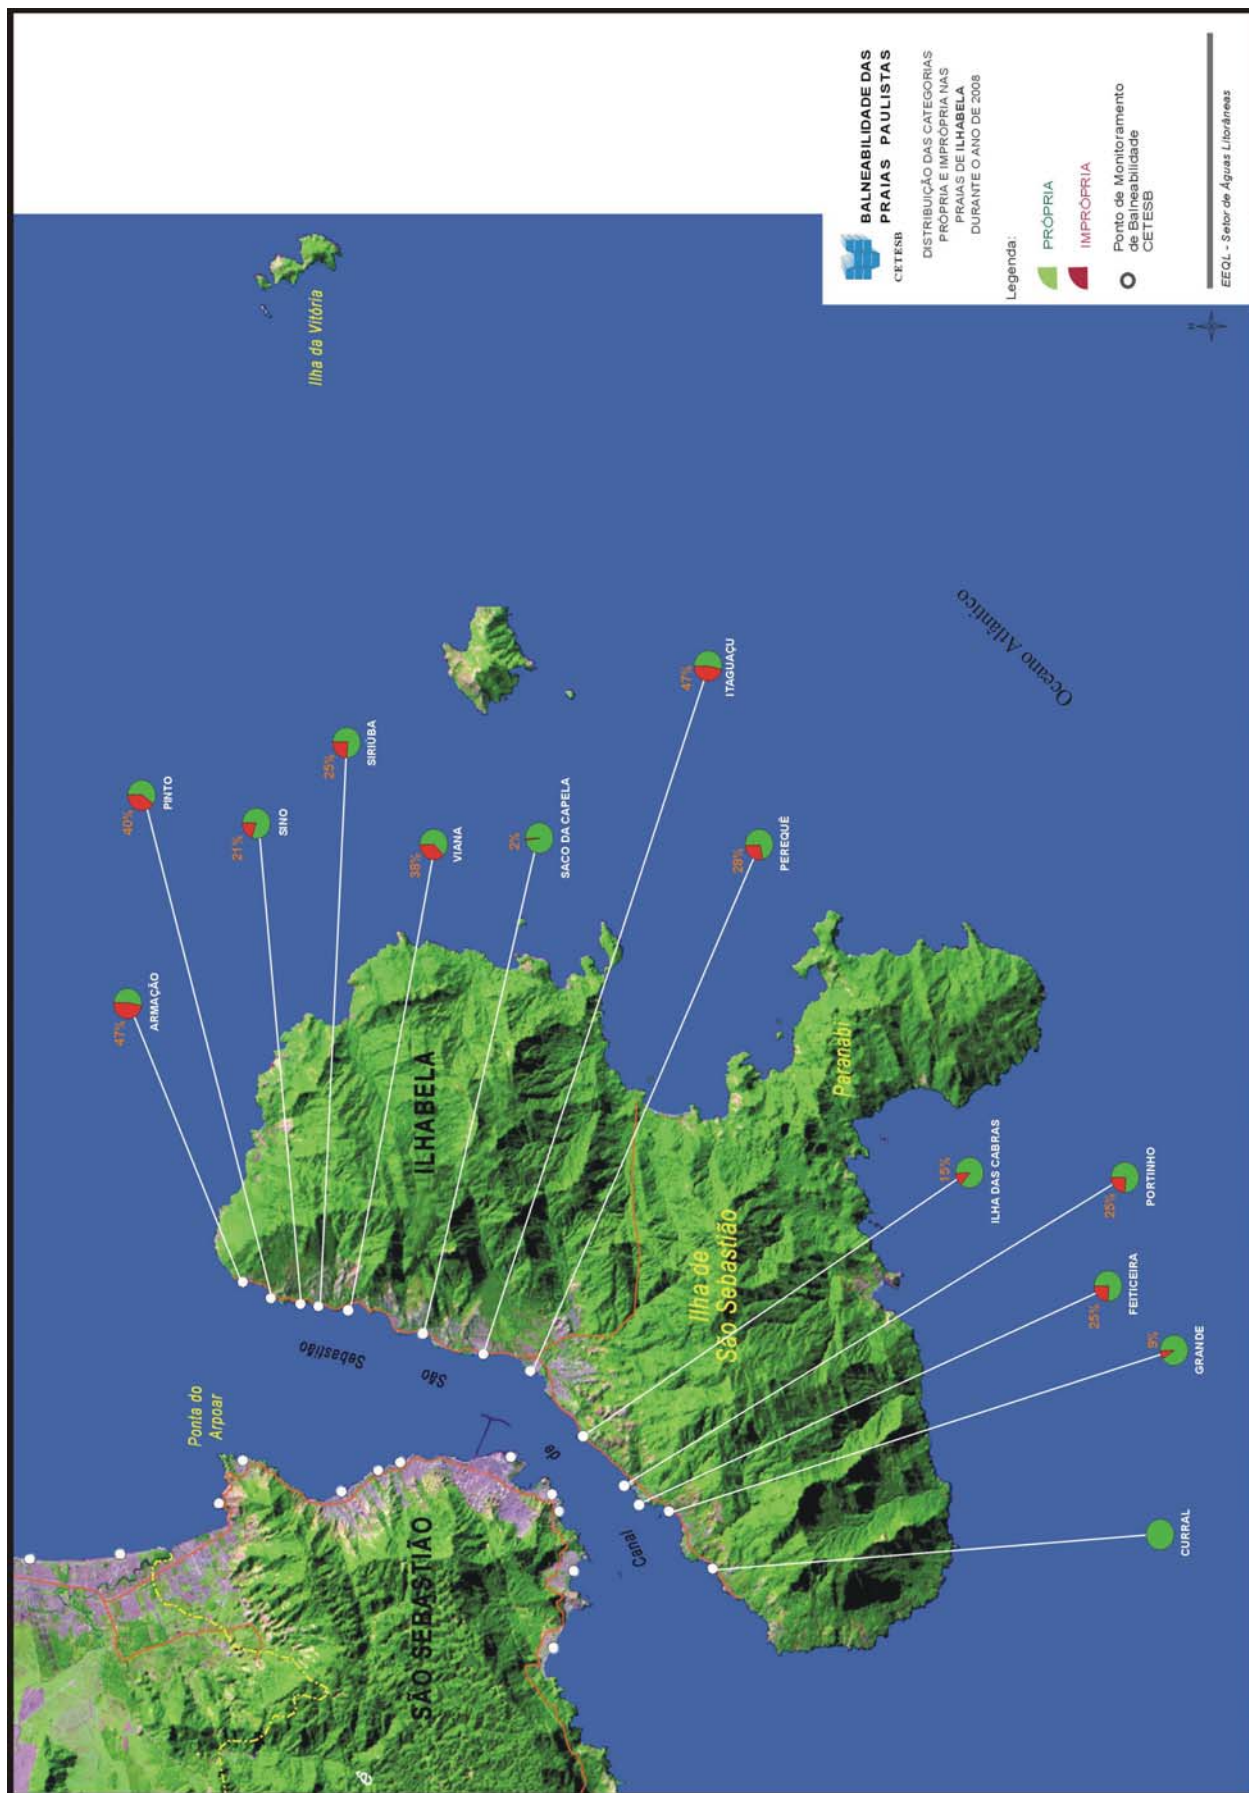 BALNEABILIDADE DAS
PRAIAS PAULISTAS
CETESB
DISTRIBUIÇÃO DAS CATEGORIAS
PRÓPRIA E IMPRÓPRIA NAS
PRAIAS DE ILHABELA
DURANTE O ANO DE 2008
Legenda:
PRÓPRIA
IMPRÓPRIA
Ponto de Monitoramento
de Balneabilidade
CETESB
EEQL - Setor de Águas Litorâneas
N
Ilha da Vitória
47%
ARMAÇÃO
40%
PINTO
21%
SINO
25%
SIRIÚBA
38%
VIANA
2%
SACO DA CAPELA
47%
ITAGUAÇU
28%
PEREQUÊ
15%
ILHA DAS CABRAS
25%
PORTINHO
25%
FEITICEIRA
9%
GRANDE
CURRAL
Oceano Atlântico
ILHABELA
Ilha de
São Sebastião
Paranabi
Ponta do
Arpoar
SÃO SEBASTIÃO
Canal
de
São
Sebastião